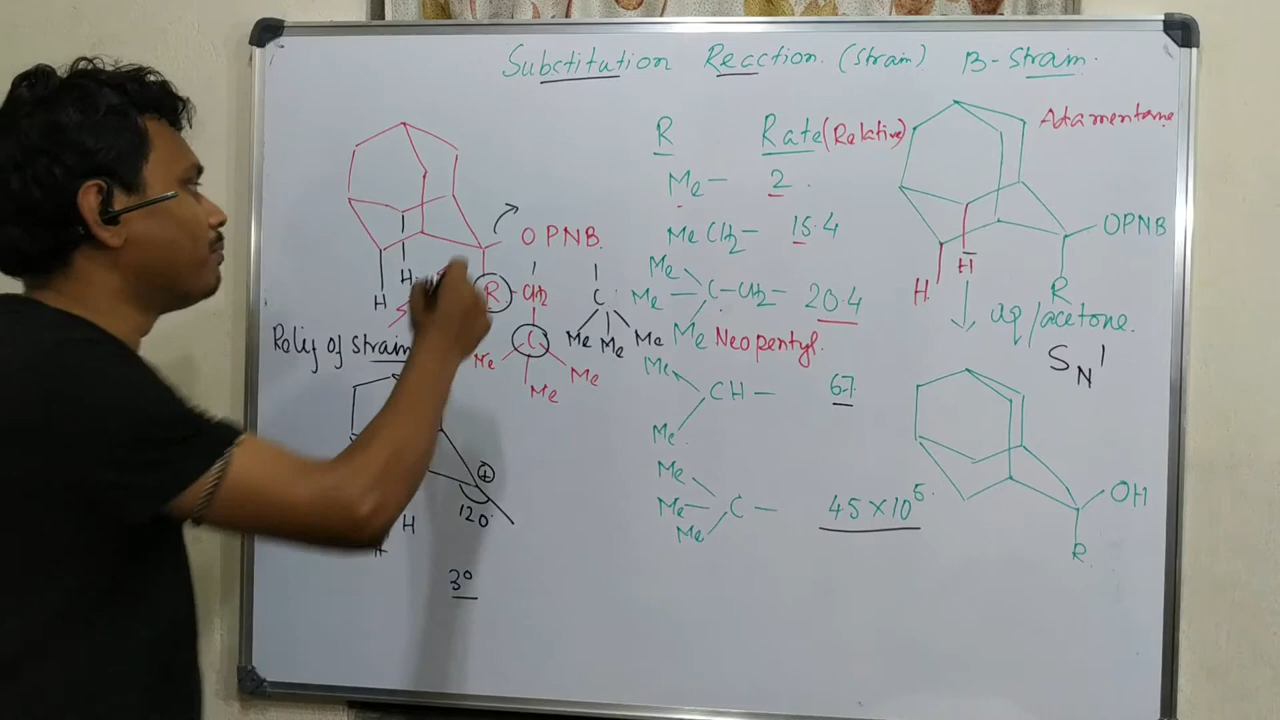 Substitution Reaction. (Strain) B-Strain.
R Rate (Relative)
Me- 2.
MeCH2- 15.4
Me
Me C-CH2- 20.4
Me Neopentyl.
Me
CH- 67
Me
Me
Me- C- 45×10^5
Me
Adamentane
OPNB
H
H R
aq/acetone.
SN1
OH
R
OPNB.
H H R-CH2 C
Me Me Me
C
Me Me Me
Relif of strain
+
120°
H
H
3°